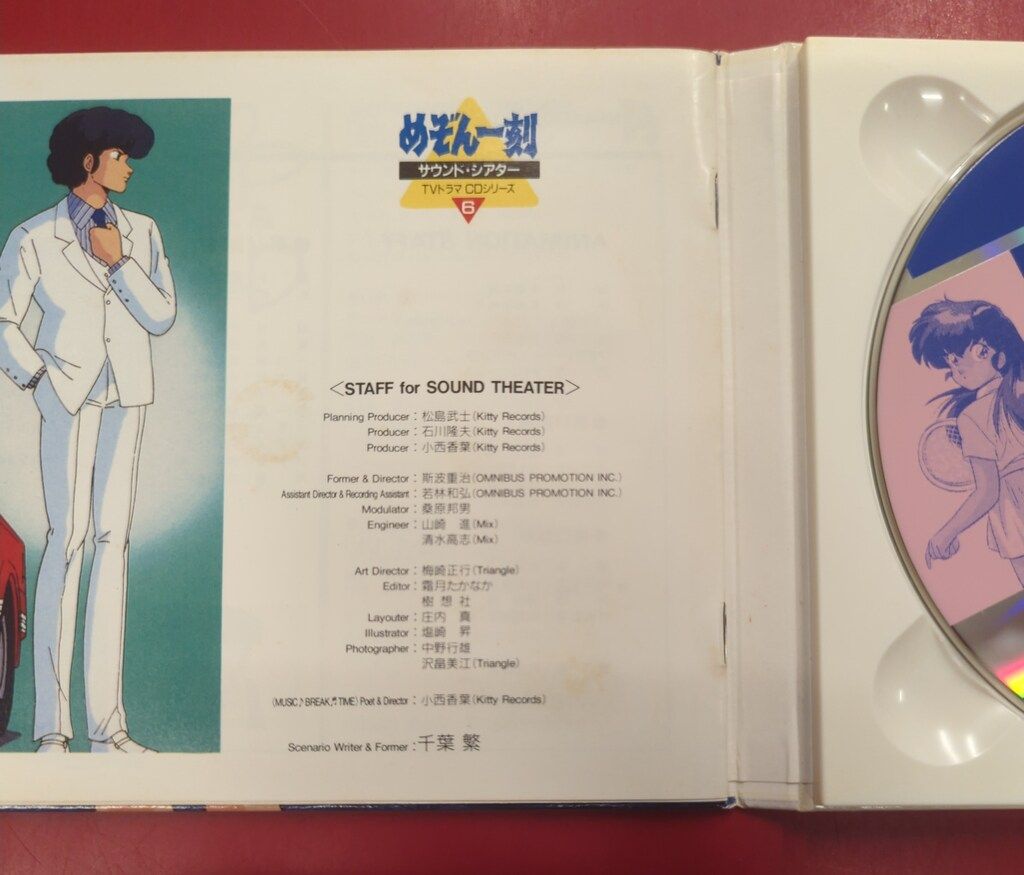 めぞん一刻
サウンド・シアター
TVドラマ CDシリーズ
6
<STAFF for SOUND THEATER>
Planning Producer : 松島武士 (Kitty Records)
Producer : 石川隆夫 (Kitty Records)
Producer : 小西香葉 (Kitty Records)
Former & Director : 斯波重治 (OMNIBUS PROMOTION INC.)
Assistant Director & Recording Assistant : 若林和弘 (OMNIBUS PROMOTION INC.)
Modulator : 桑原邦男
Engineer : 山崎 進 (Mix)
清水高志 (Mix)
Art Director : 梅崎正行 (Triangle)
Editor : 霜月たかなか
樹想社
Layouter : 庄内 真
Illustrator : 塩崎 昇
Photographer : 中野行雄
沢畠美江 (Triangle)
(MUSIC♪BREAK♬TIME) Poet & Director : 小西香葉 (Kitty Records)
Scenario Writer & Former : 千葉 繁